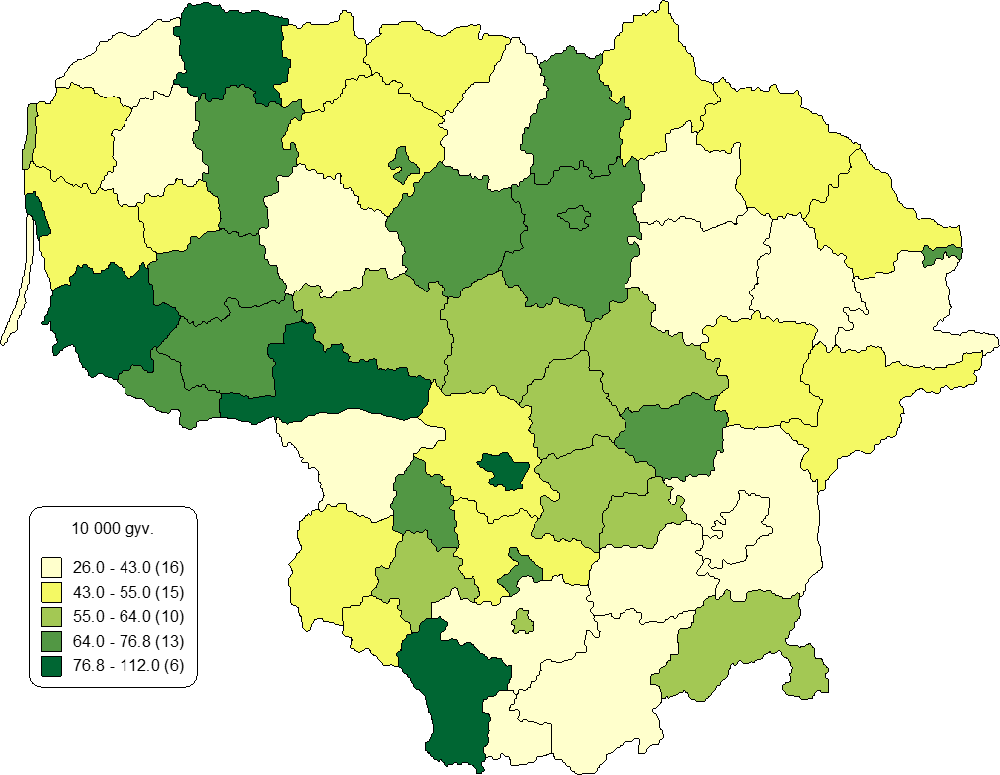 10 000 gyv.
26.0 - 43.0 (16)
43.0 - 55.0 (15)
55.0 - 64.0 (10)
64.0 - 76.8 (13)
76.8 - 112.0 (6)